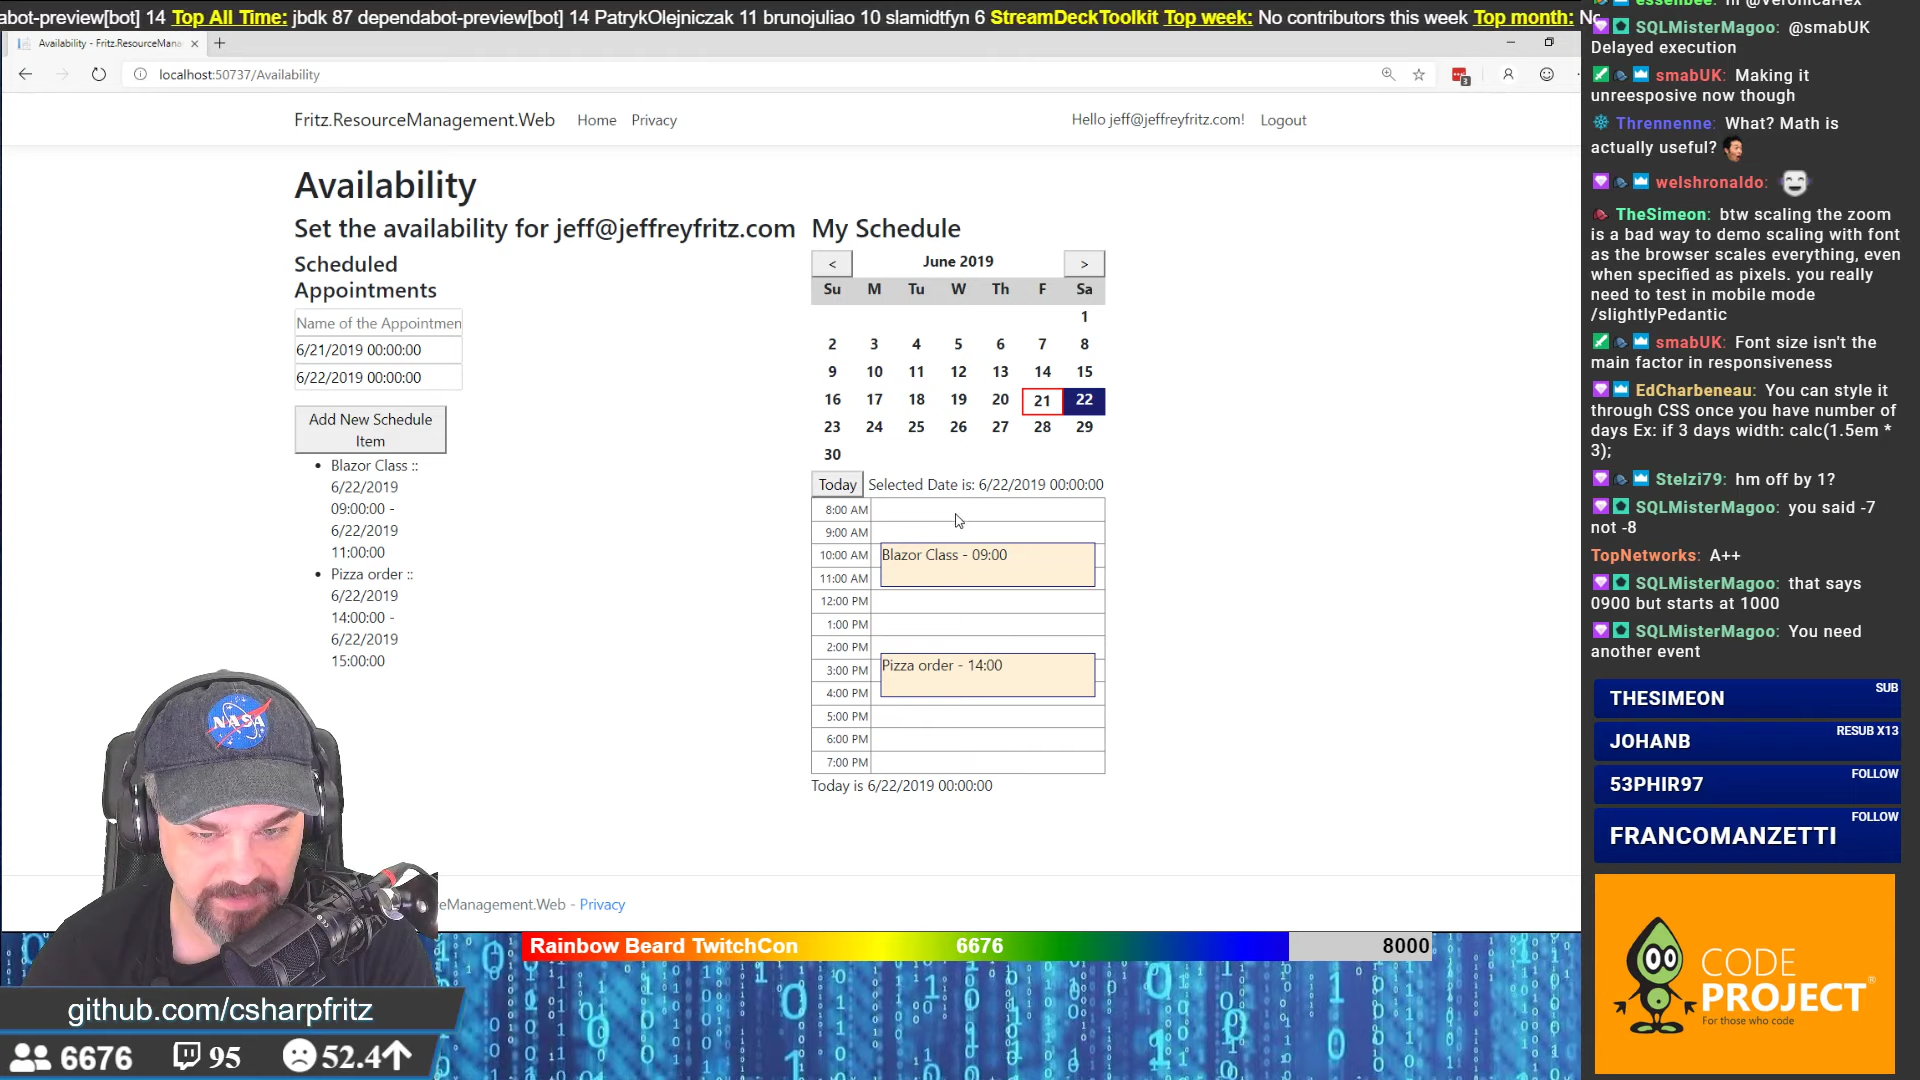 abot-preview[bot] 14 Top All Time: jbdk 87 dependabot-preview[bot] 14 PatrykOlejniczak 11 brunojuliao 10 slamidtfyn 6 StreamDeckToolkit Top week: No contributors this week Top month: No
Availability - Fritz.ResourceMana
localhost:50737/Availability
3
Fritz.ResourceManagement.Web Home Privacy
Hello jeff@jeffreyfritz.com! Logout
Availability
Set the availability for jeff@jeffreyfritz.com
Scheduled
Appointments
Name of the Appointmen
6/21/2019 00:00:00
6/22/2019 00:00:00
Add New Schedule
Item
Blazor Class ::
6/22/2019
09:00:00 -
6/22/2019
11:00:00
Pizza order ::
6/22/2019
14:00:00 -
6/22/2019
15:00:00
My Schedule
< June 2019 >
Su M Tu W Th F Sa
1
2 3 4 5 6 7 8
9 10 11 12 13 14 15
16 17 18 19 20 21 22
23 24 25 26 27 28 29
30
Today Selected Date is: 6/22/2019 00:00:00
8:00 AM
9:00 AM
10:00 AM
Blazor Class - 09:00
11:00 AM
12:00 PM
1:00 PM
2:00 PM
3:00 PM
Pizza order - 14:00
4:00 PM
5:00 PM
6:00 PM
7:00 PM
Today is 6/22/2019 00:00:00
eManagement.Web - Privacy
NASA
Rainbow Beard TwitchCon 6676 8000
github.com/csharpfritz
6676 95 52.4
SQLMisterMagoo: @smabUK
Delayed execution
smabUK: Making it
unreesposive now though
Thrennenne: What? Math is
actually useful?
welshronaldo:
TheSimeon: btw scaling the zoom
is a bad way to demo scaling with font
as the browser scales everything, even
when specified as pixels. you really
need to test in mobile mode
/slightlyPedantic
smabUK: Font size isn't the
main factor in responsiveness
EdCharbeneau: You can style it
through CSS once you have number of
days Ex: if 3 days width: calc(1.5em *
3);
Stelzi79: hm off by 1?
SQLMisterMagoo: you said -7
not -8
TopNetworks: A++
SQLMisterMagoo: that says
0900 but starts at 1000
SQLMisterMagoo: You need
another event
THESIMEON SUB
JOHANB RESUB X13
53PHIR97 FOLLOW
FRANCOMANZETTI FOLLOW
CODE
PROJECT®
For those who code